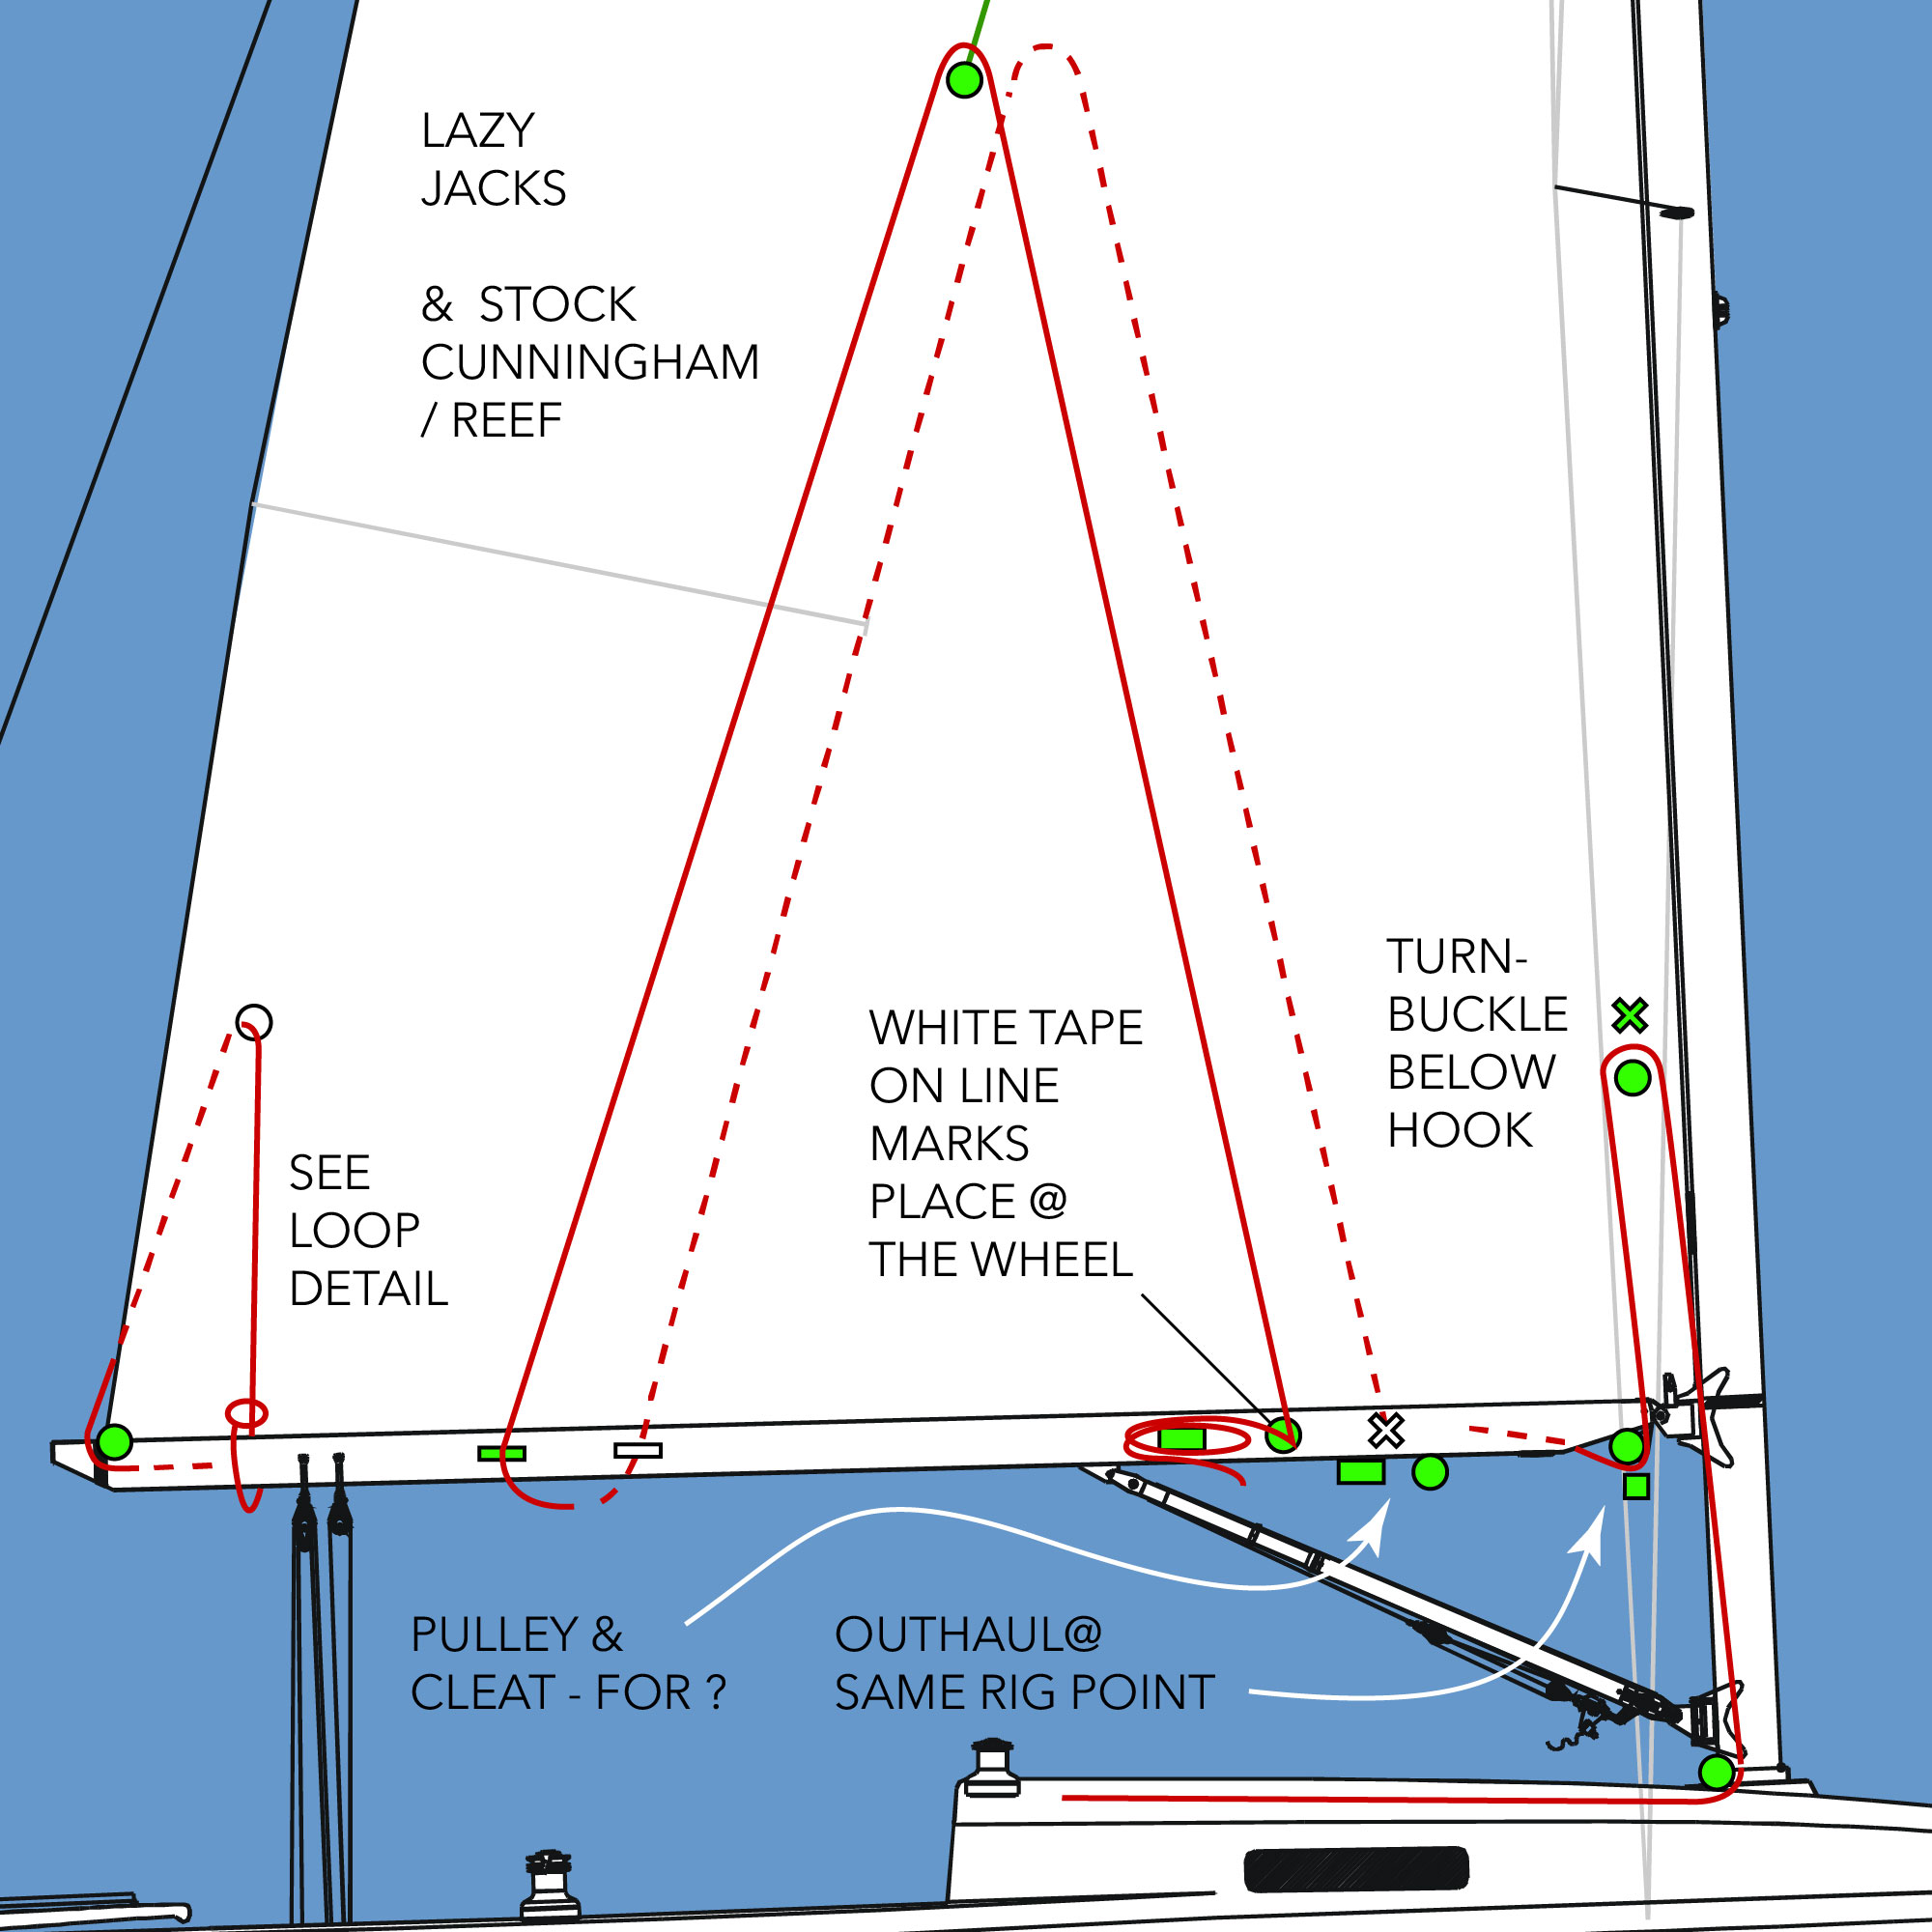 LAZY
JACKS
& STOCK
CUNNINGHAM
/ REEF
WHITE TAPE
ON LINE
MARKS
PLACE @
THE WHEEL
TURN-
BUCKLE
BELOW
HOOK
SEE
LOOP
DETAIL
PULLEY &
CLEAT - FOR ?
OUTHAUL@
SAME RIG POINT